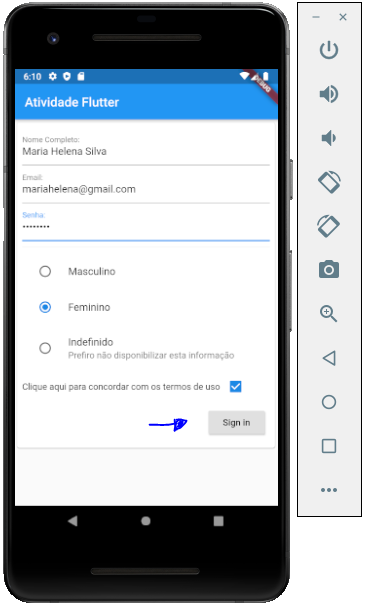 6:10
DEBUG
Atividade Flutter
Nome Completo:
Maria Helena Silva
Email:
mariahelena@gmail.com
Senha:
••••••••
Masculino
Feminino
Indefinido
Prefiro não disponibilizar esta informação
Clique aqui para concordar com os termos de uso
Sign in